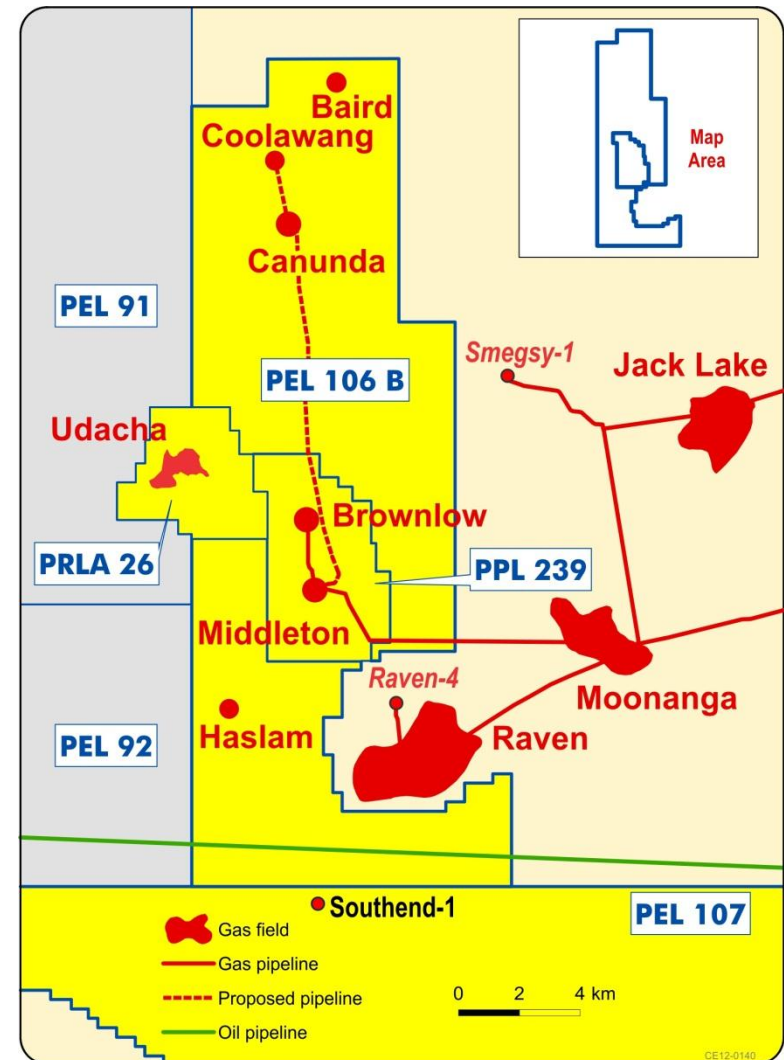 Baird
Coolawang
Map
Area
Canunda
PEL 91
Smegsy-1
Jack Lake
PEL 106 B
Udacha
Brownlow
PRLA 26
PPL 239
Middleton
Raven-4
Moonanga
Haslam
Raven
PEL 92
Southend-1
PEL 107
Gas field
Gas pipeline
Proposed pipeline
0 2 4 km
Oil pipeline
CE12-0140